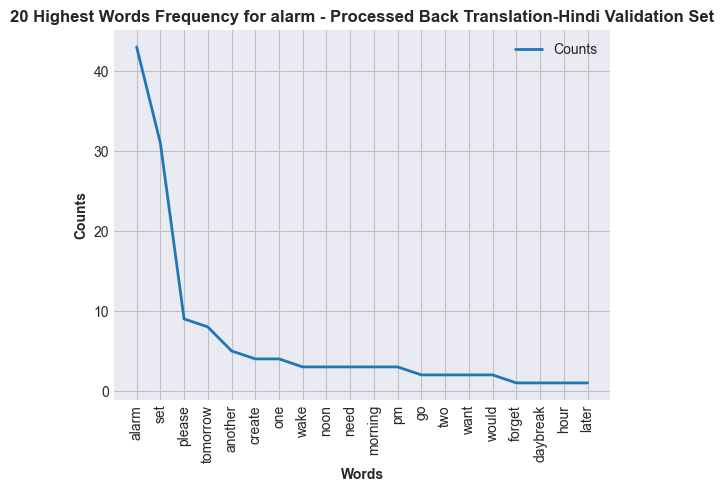 20 Highest Words Frequency for alarm - Processed Back Translation-Hindi Validation Set
Counts
Counts
40
30
20
10
0
alarm
set
please
tomorrow
another
create
one
wake
noon
need
morning
pm
go
two
want
would
forget
daybreak
hour
later
Words